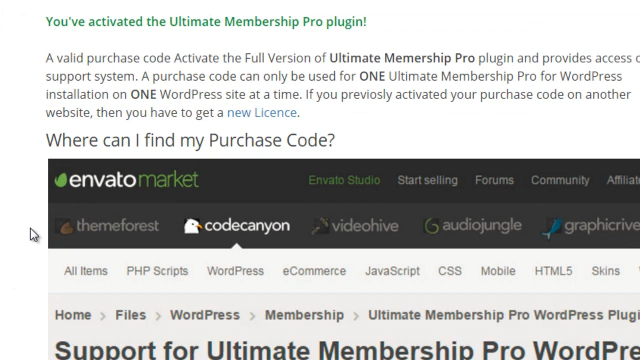 You've activated the Ultimate Membership Pro plugin!
A valid purchase code Activate the Full Version of Ultimate Memership Pro plugin and provides access
support system. A purchase code can only be used for ONE Ultimate Membership Pro for WordPress
installation on ONE WordPress site at a time. If you previosly activated your purchase code on another
website, then you have to get a new Licence.
Where can I find my Purchase Code?
envatomarket Envato Studio Start selling Forums Community Affiliat
themeforest codecanyon videohive audiojungle graphicrive
All Items PHP Scripts WordPress eCommerce JavaScript CSS Mobile HTML5 Skins
Home > Files > WordPress > Membership > Ultimate Membership Pro WordPress Plugi
Support for Ultimate Membership Pro WordPre